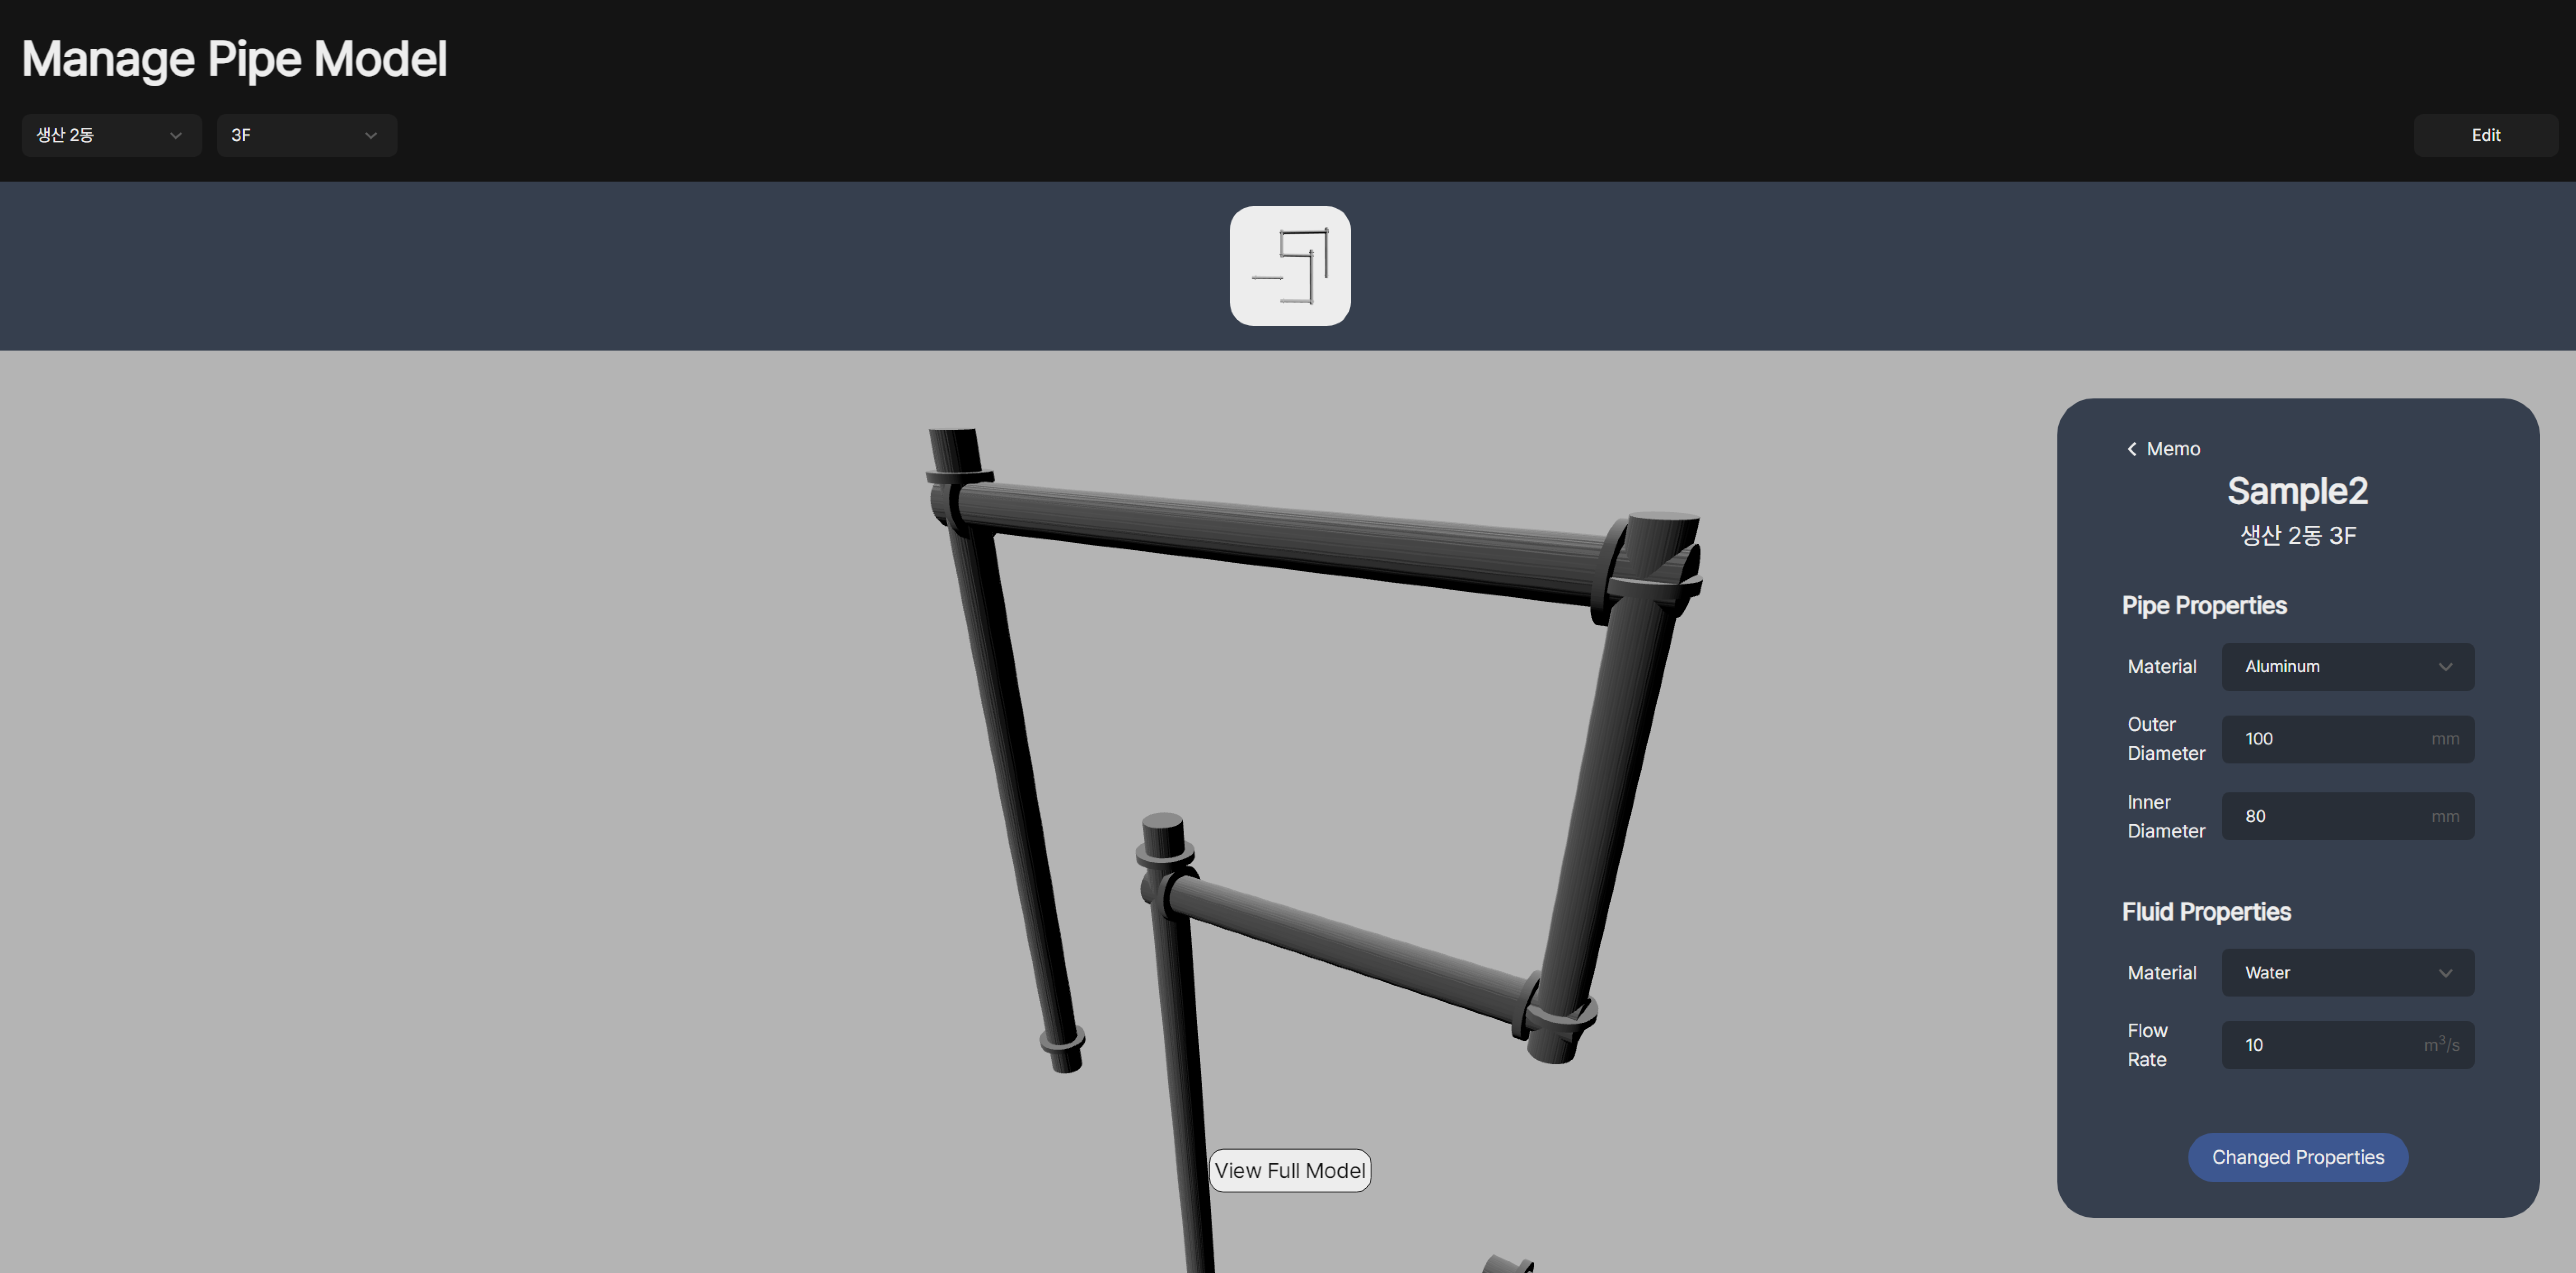 Manage Pipe Model
생산 2동
3F
Edit
Memo
Sample2
생산 2동 3F
Pipe Properties
Material
Aluminum
Outer
Diameter
100
mm
Inner
Diameter
80
mm
Fluid Properties
Material
Water
Flow
Rate
10
m³/s
View Full Model
Changed Properties